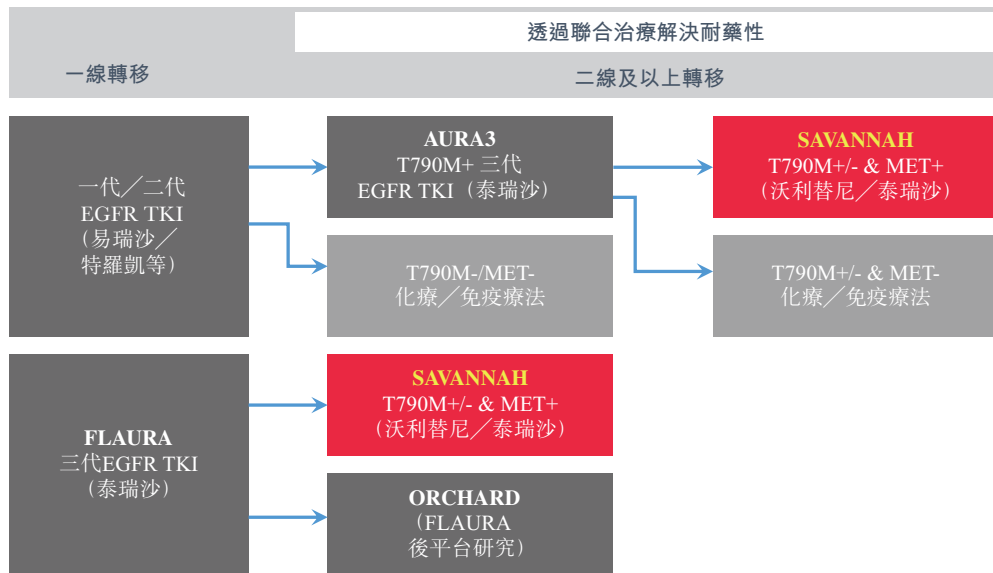 透過聯合治療解決耐藥性
一線轉移
二線及以上轉移
一代／二代
EGFR TKI
(易瑞沙／
特羅凱等)
AURA3
T790M+ 三代
EGFR TKI (泰瑞沙)
SAVANNAH
T790M+/- & MET+
(沃利替尼／泰瑞沙)
T790M-/MET-
化療／免疫療法
T790M+/- & MET-
化療／免疫療法
FLAURA
三代EGFR TKI
(泰瑞沙)
SAVANNAH
T790M+/- & MET+
(沃利替尼／泰瑞沙)
ORCHARD
(FLAURA
後平台研究)